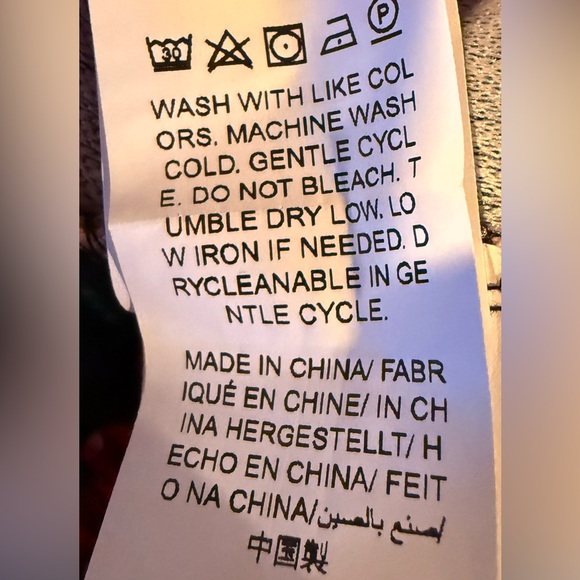 30 P
WASH WITH LIKE COL
ORS. MACHINE WASH
COLD. GENTLE CYCL
E. DO NOT BLEACH. T
UMBLE DRY LOW. LO
W IRON IF NEEDED. D
RYCLEANABLE IN GE
NTLE CYCLE.
MADE IN CHINA/ FABR
IQUÉ EN CHINE/ IN CH
INA HERGESTELLT/ H
ECHO EN CHINA/ FEIT
O NA CHINA/اصنع بالصين
中国製